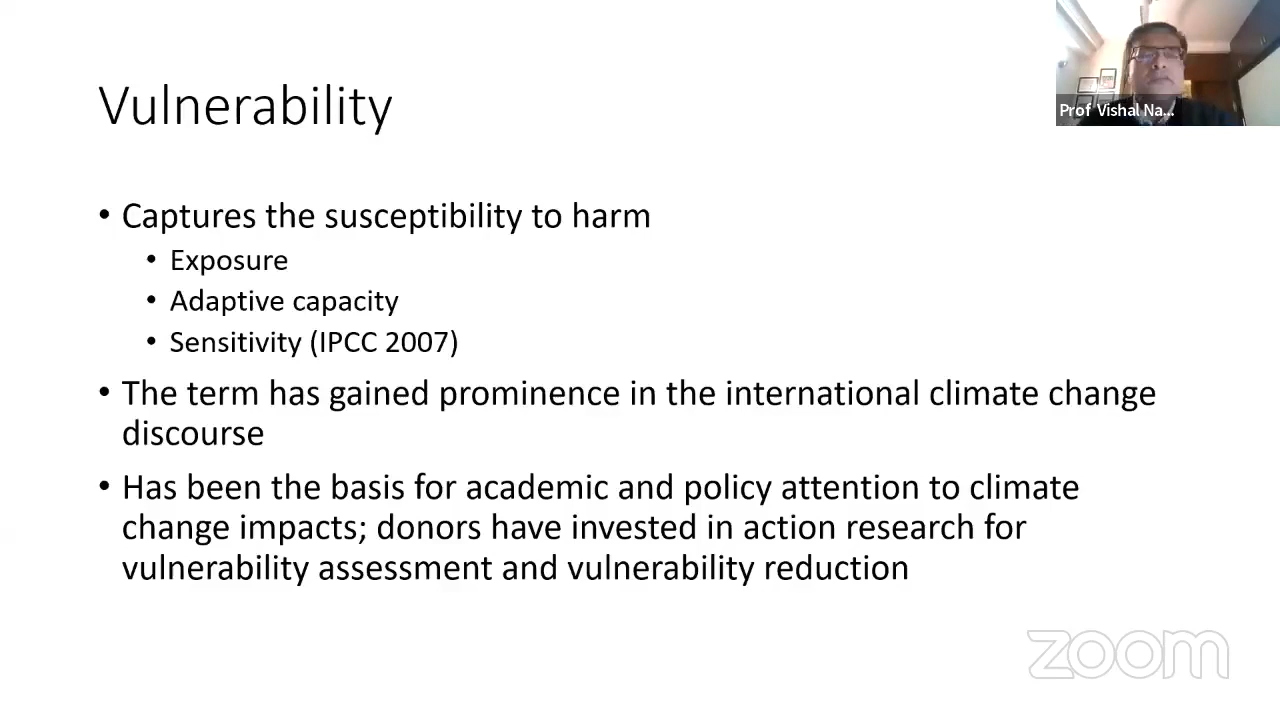 Vulnerability
Prof Vishal Na...
• Captures the susceptibility to harm
• Exposure
• Adaptive capacity
• Sensitivity (IPCC 2007)
• The term has gained prominence in the international climate change
discourse
• Has been the basis for academic and policy attention to climate
change impacts; donors have invested in action research for
vulnerability assessment and vulnerability reduction
zoom